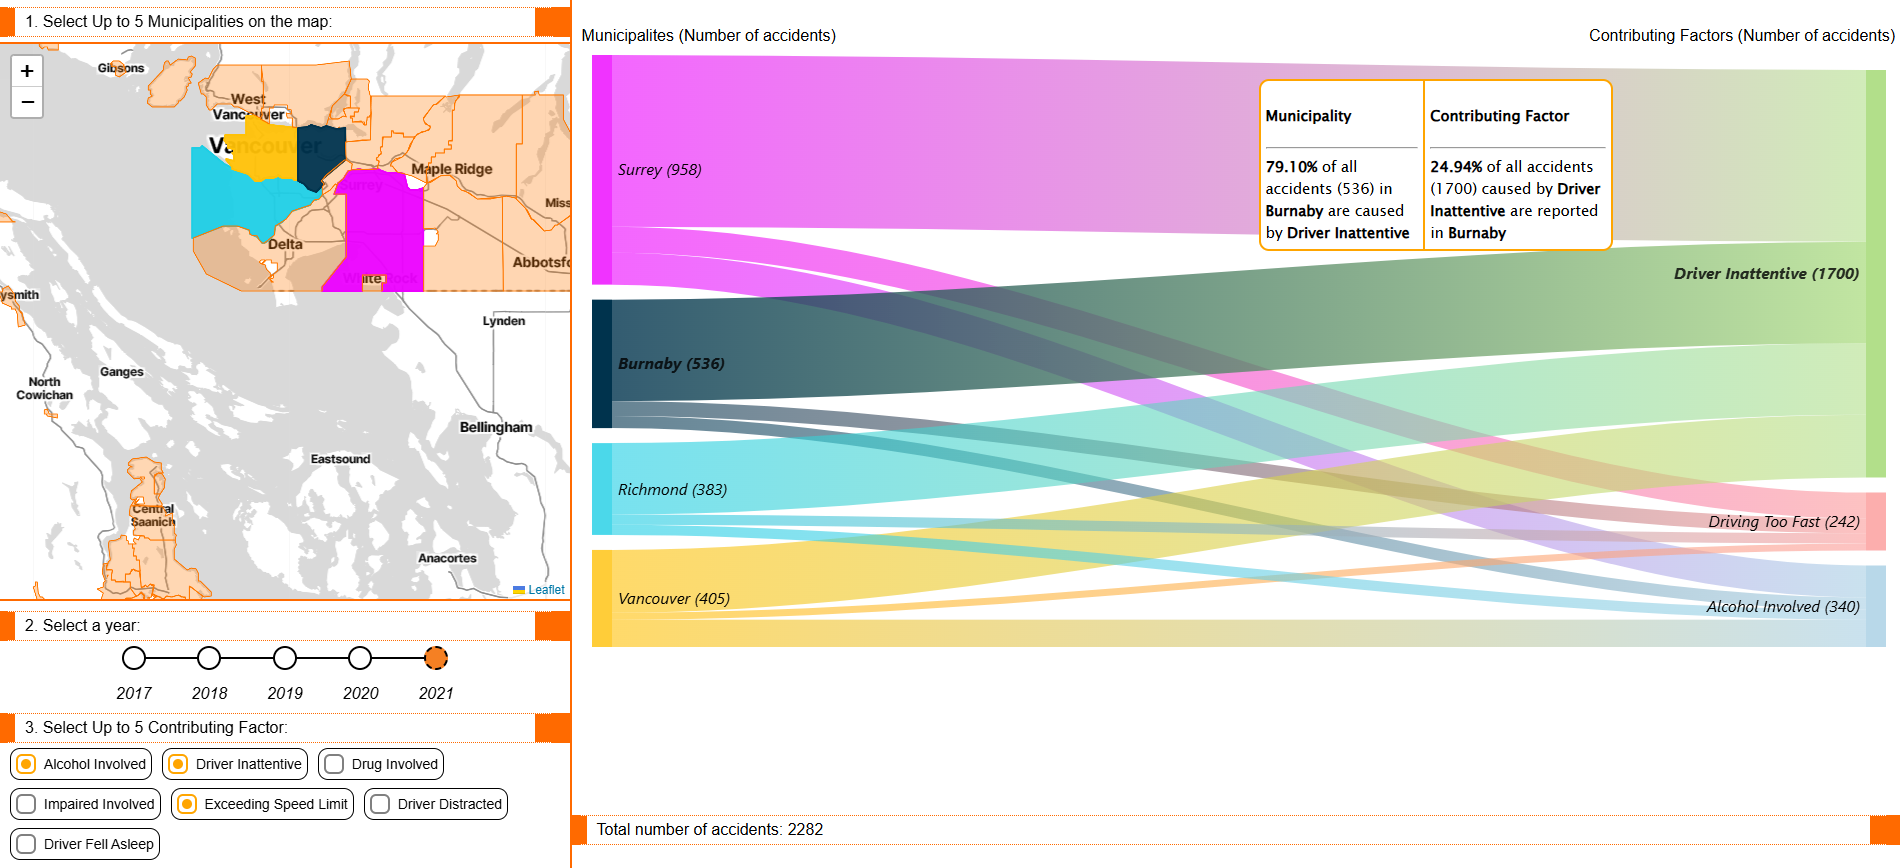 1. Select Up to 5 Municipalities on the map:
+
−
Gibsons
West
Vancouver
Vancouver
Maple Ridge
Surrey
Miss
Delta
Abbotsfo
White Rock
ysmith
Lynden
Ganges
North
Cowichan
Bellingham
Eastsound
Central
Saanich
Anacortes
Leaflet
2. Select a year:
2017 2018 2019 2020 2021
3. Select Up to 5 Contributing Factor:
Alcohol Involved Driver Inattentive Drug Involved
Impaired Involved Exceeding Speed Limit Driver Distracted
Driver Fell Asleep
Municipalites (Number of accidents)
Contributing Factors (Number of accidents)
Surrey (958)
Burnaby (536)
Richmond (383)
Vancouver (405)
Municipality
79.10% of all
accidents (536) in
Burnaby are caused
by Driver Inattentive
Contributing Factor
24.94% of all accidents
(1700) caused by Driver
Inattentive are reported
in Burnaby
Driver Inattentive (1700)
Driving Too Fast (242)
Alcohol Involved (340)
Total number of accidents: 2282